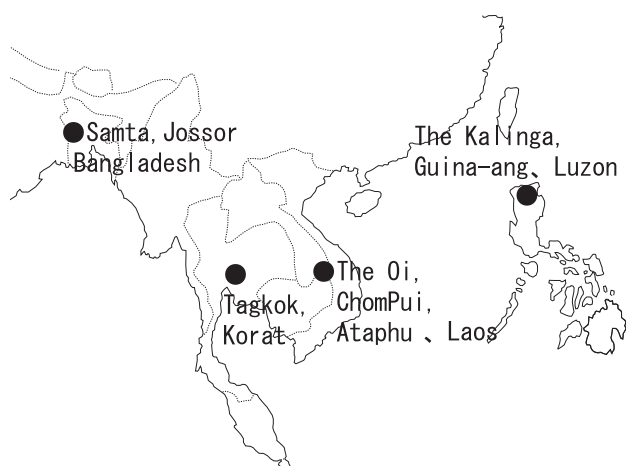 Samta, Jossor
Bangladesh
The Kalinga,
Guina-ang、Luzon
The Oi,
ChomPui,
Ataphu 、Laos
Tagkok,
Korat